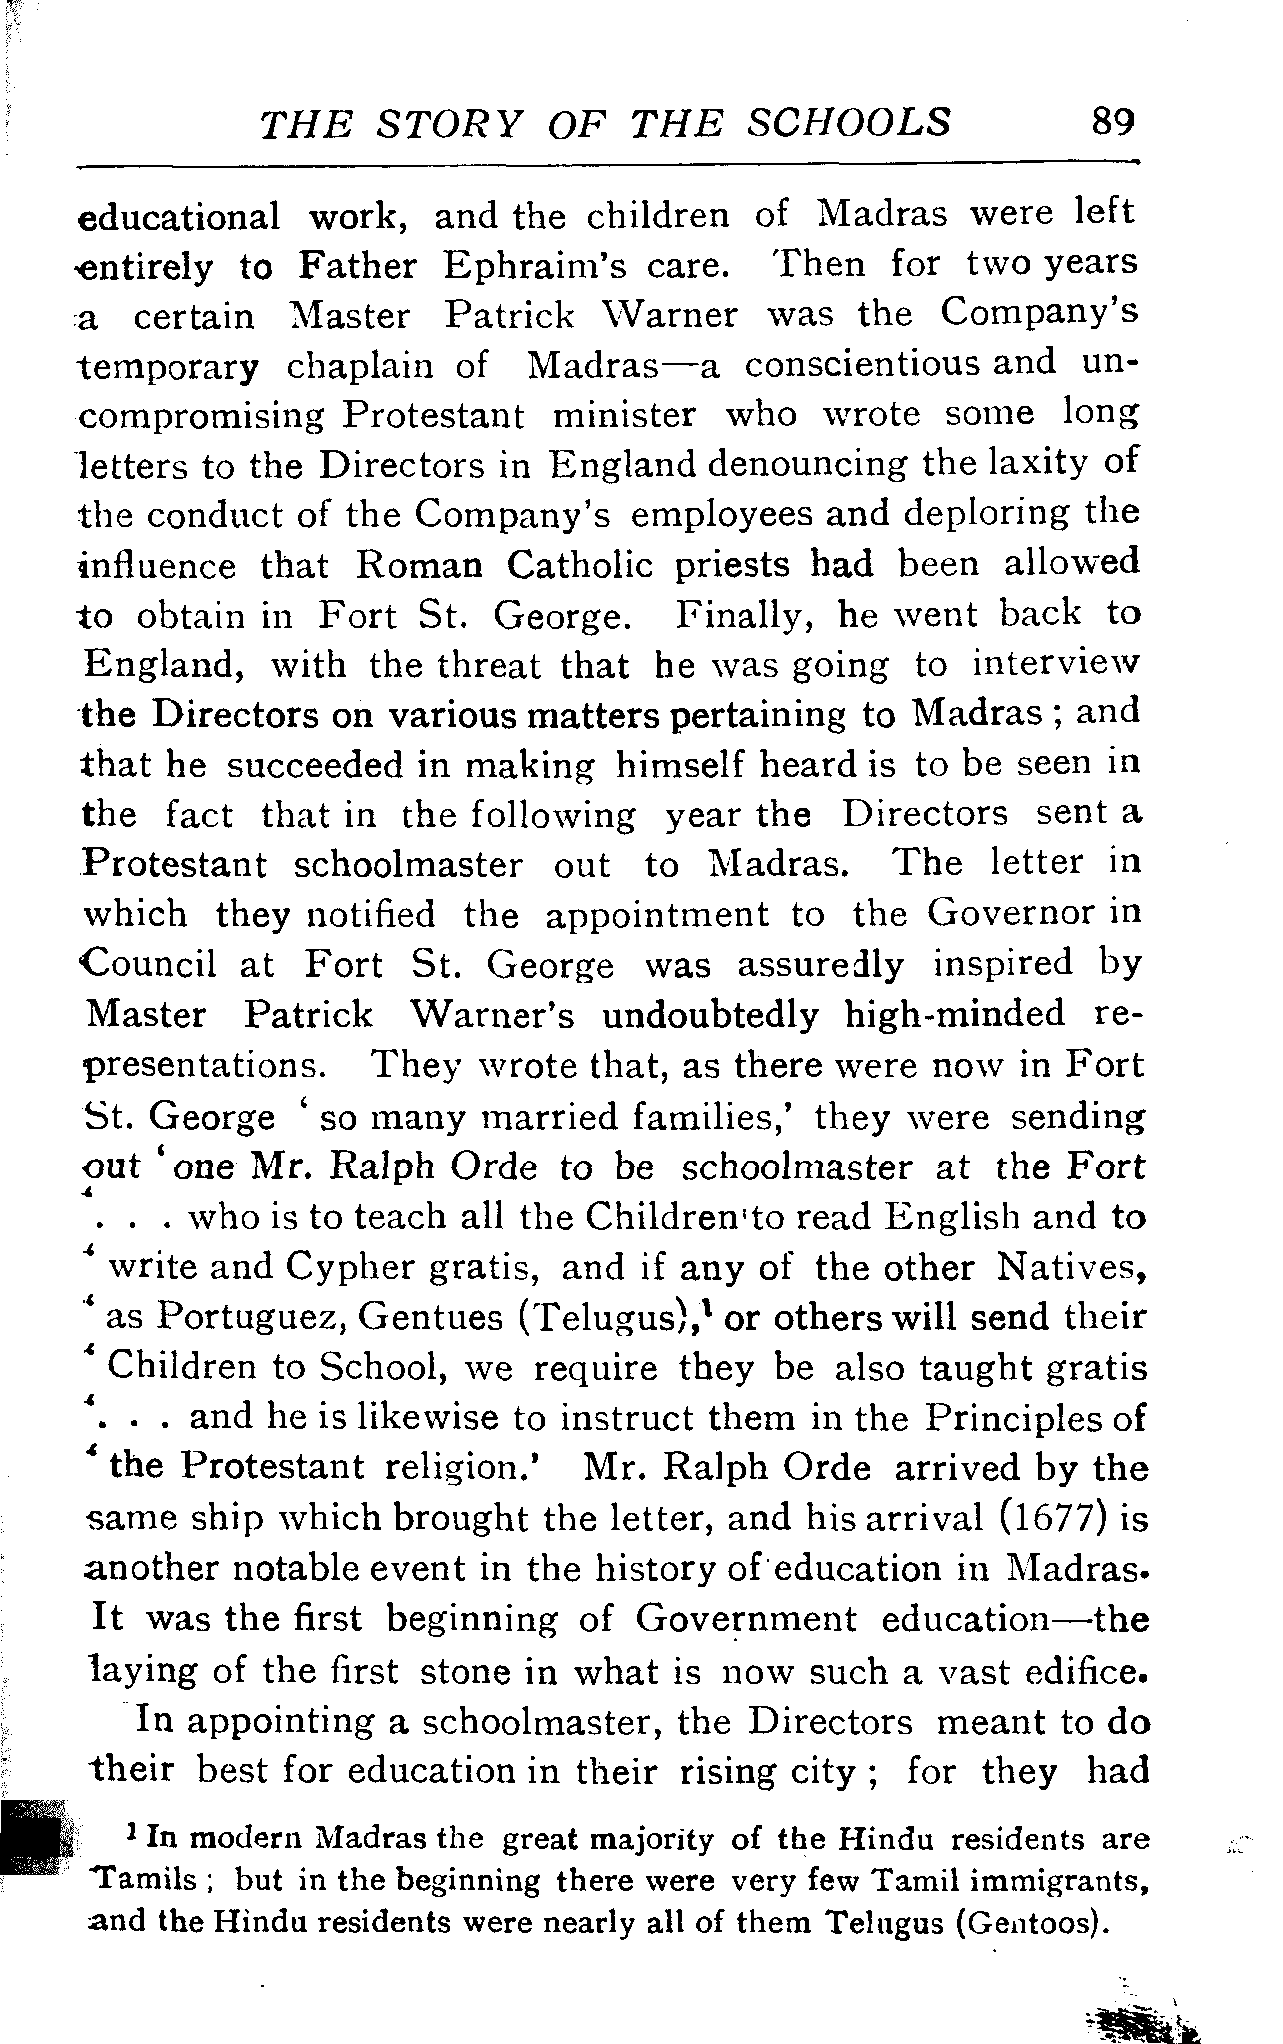 THE STORY OF THE SCHOOLS 89
educational work, and the children of Madras were left
entirely to Father Ephraim's care. Then for two years
a certain Master Patrick Warner was the Company's
temporary chaplain of Madras—a conscientious and un-
compromising Protestant minister who wrote some long
letters to the Directors in England denouncing the laxity of
the conduct of the Company's employees and deploring the
influence that Roman Catholic priests had been allowed
to obtain in Fort St. George. Finally, he went back to
England, with the threat that he was going to interview
the Directors on various matters pertaining to Madras ; and
that he succeeded in making himself heard is to be seen in
the fact that in the following year the Directors sent a
Protestant schoolmaster out to Madras. The letter in
which they notified the appointment to the Governor in
Council at Fort St. George was assuredly inspired by
Master Patrick Warner's undoubtedly high-minded re-
presentations. They wrote that, as there were now in Fort
St. George ‘ so many married families,’ they were sending
out ‘ one Mr. Ralph Orde to be schoolmaster at the Fort
‘. . . who is to teach all the Children to read English and to
‘ write and Cypher gratis, and if any of the other Natives,
‘ as Portuguez, Gentues (Telugus),¹ or others will send their
‘ Children to School, we require they be also taught gratis
‘. . . and he is likewise to instruct them in the Principles of
‘ the Protestant religion.’ Mr. Ralph Orde arrived by the
same ship which brought the letter, and his arrival (1677) is
another notable event in the history of education in Madras.
It was the first beginning of Government education—the
laying of the first stone in what is now such a vast edifice.
In appointing a schoolmaster, the Directors meant to do
their best for education in their rising city ; for they had
¹ In modern Madras the great majority of the Hindu residents are
Tamils ; but in the beginning there were very few Tamil immigrants,
and the Hindu residents were nearly all of them Telugus (Gentoos).